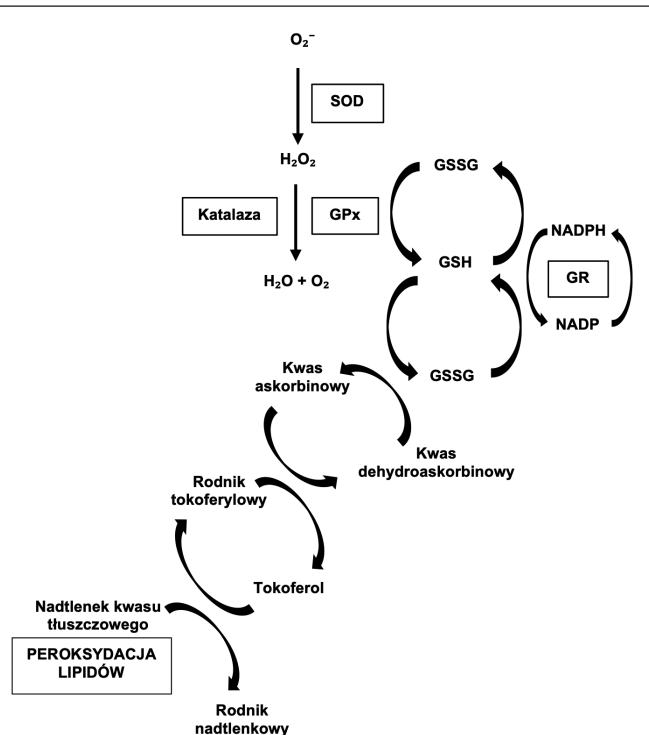 O₂⁻
SOD
H₂O₂
GSSG
Katalaza
GPx
NADPH
GSH
GR
H₂O + O₂
NADP
Kwas
askorbinowy
GSSG
Kwas
dehydroaskorbinowy
Rodnik
tokoferylowy
Tokoferol
Nadtlenek kwasu
tłuszczowego
PEROKSYDACJA
LIPIDÓW
Rodnik
nadtlenkowy